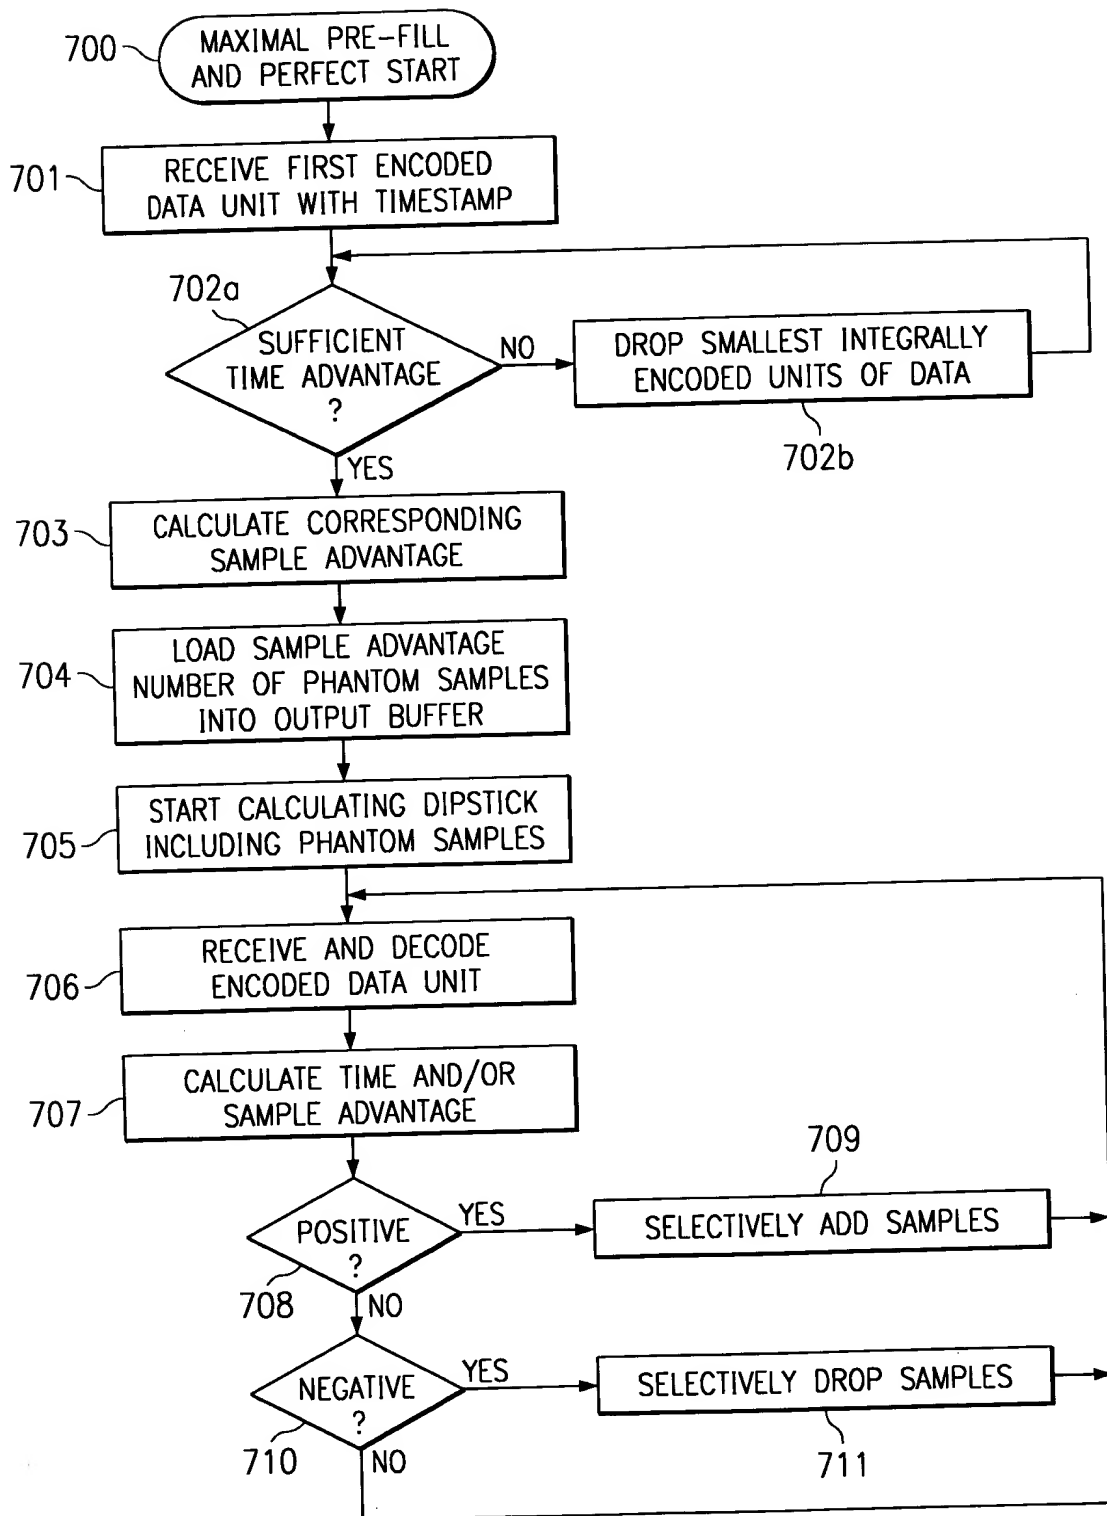 700
MAXIMAL PRE-FILL
AND PERFECT START
701
RECEIVE FIRST ENCODED
DATA UNIT WITH TIMESTAMP
702a
SUFFICIENT
TIME ADVANTAGE
?
NO
DROP SMALLEST INTEGRALLY
ENCODED UNITS OF DATA
702b
YES
703
CALCULATE CORRESPONDING
SAMPLE ADVANTAGE
704
LOAD SAMPLE ADVANTAGE
NUMBER OF PHANTOM SAMPLES
INTO OUTPUT BUFFER
705
START CALCULATING DIPSTICK
INCLUDING PHANTOM SAMPLES
706
RECEIVE AND DECODE
ENCODED DATA UNIT
707
CALCULATE TIME AND/OR
SAMPLE ADVANTAGE
708
POSITIVE
?
YES
709
SELECTIVELY ADD SAMPLES
NO
710
NEGATIVE
?
YES
SELECTIVELY DROP SAMPLES
711
NO